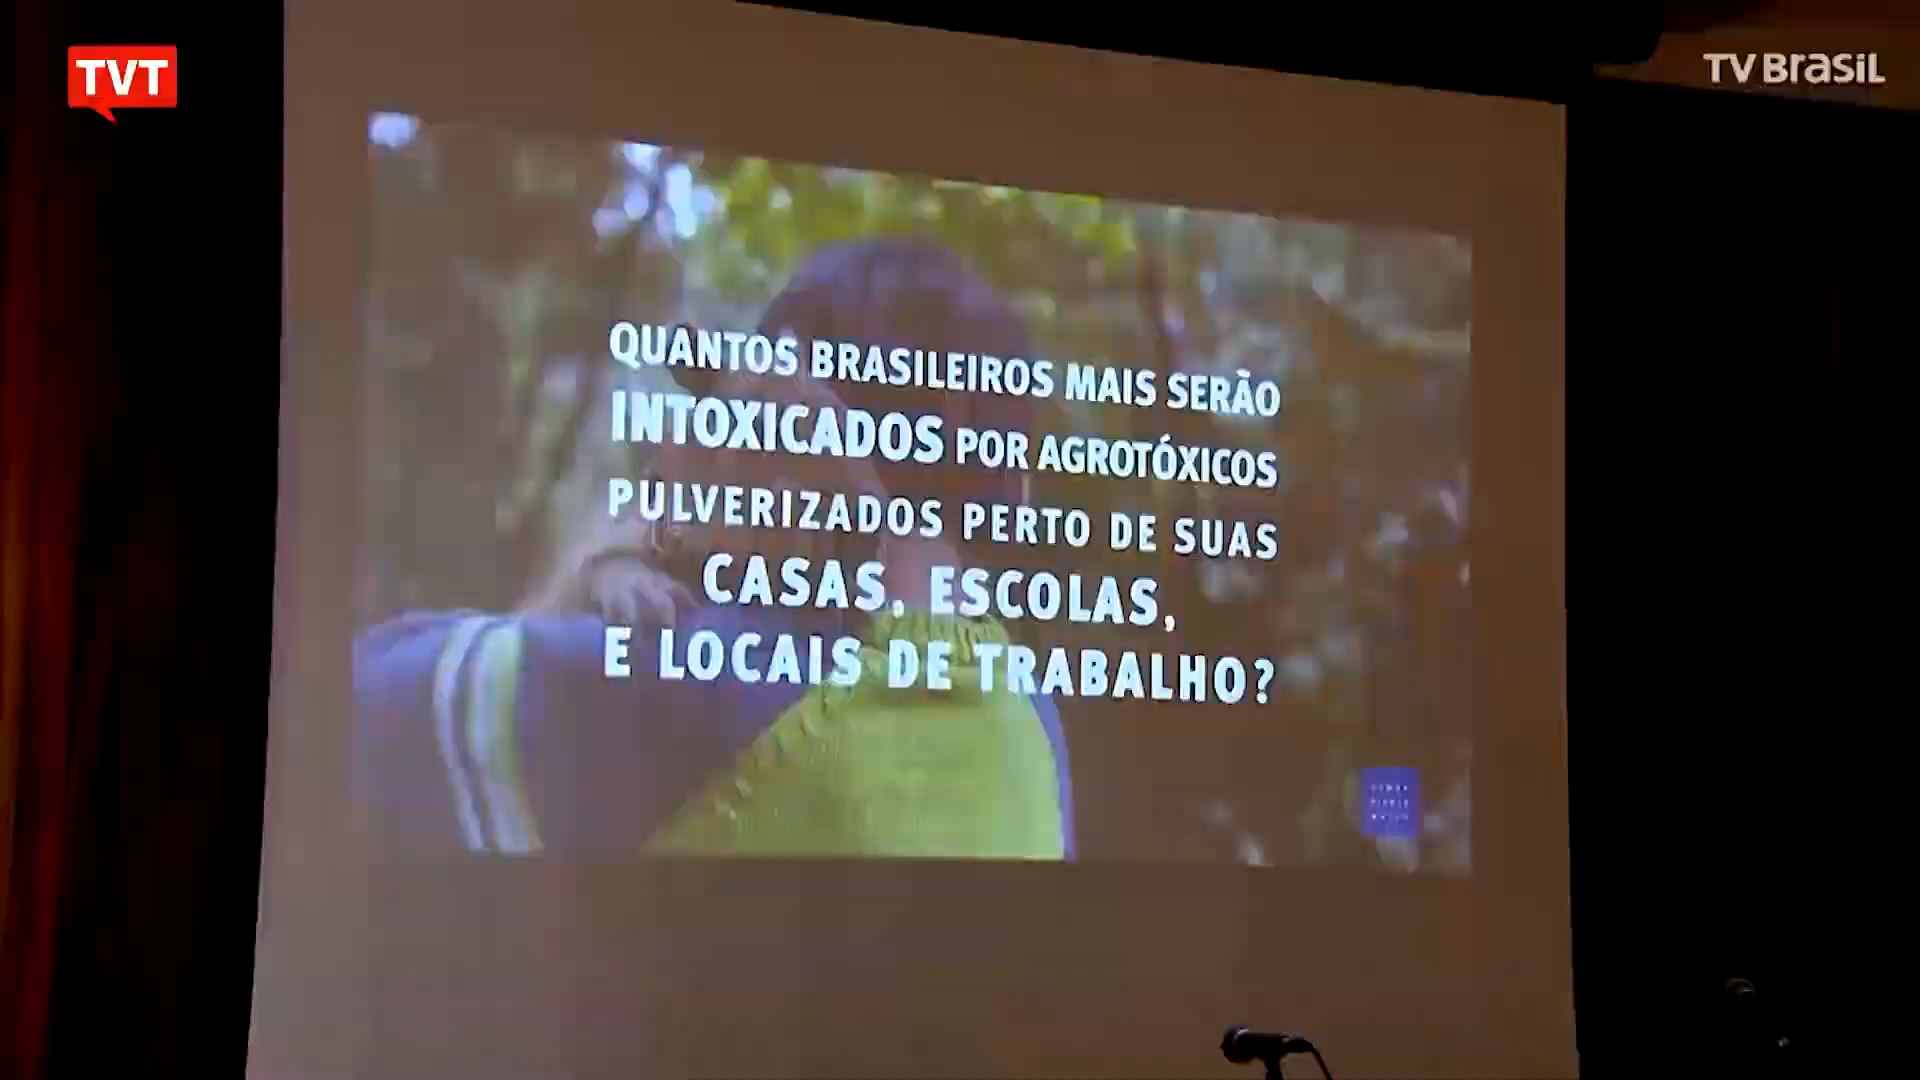 TVT
TV BRASIL
QUANTOS BRASILEIROS MAIS SERÃO
INTOXICADOS POR AGROTÓXICOS
PULVERIZADOS PERTO DE SUAS
CASAS, ESCOLAS,
E LOCAIS DE TRABALHO?